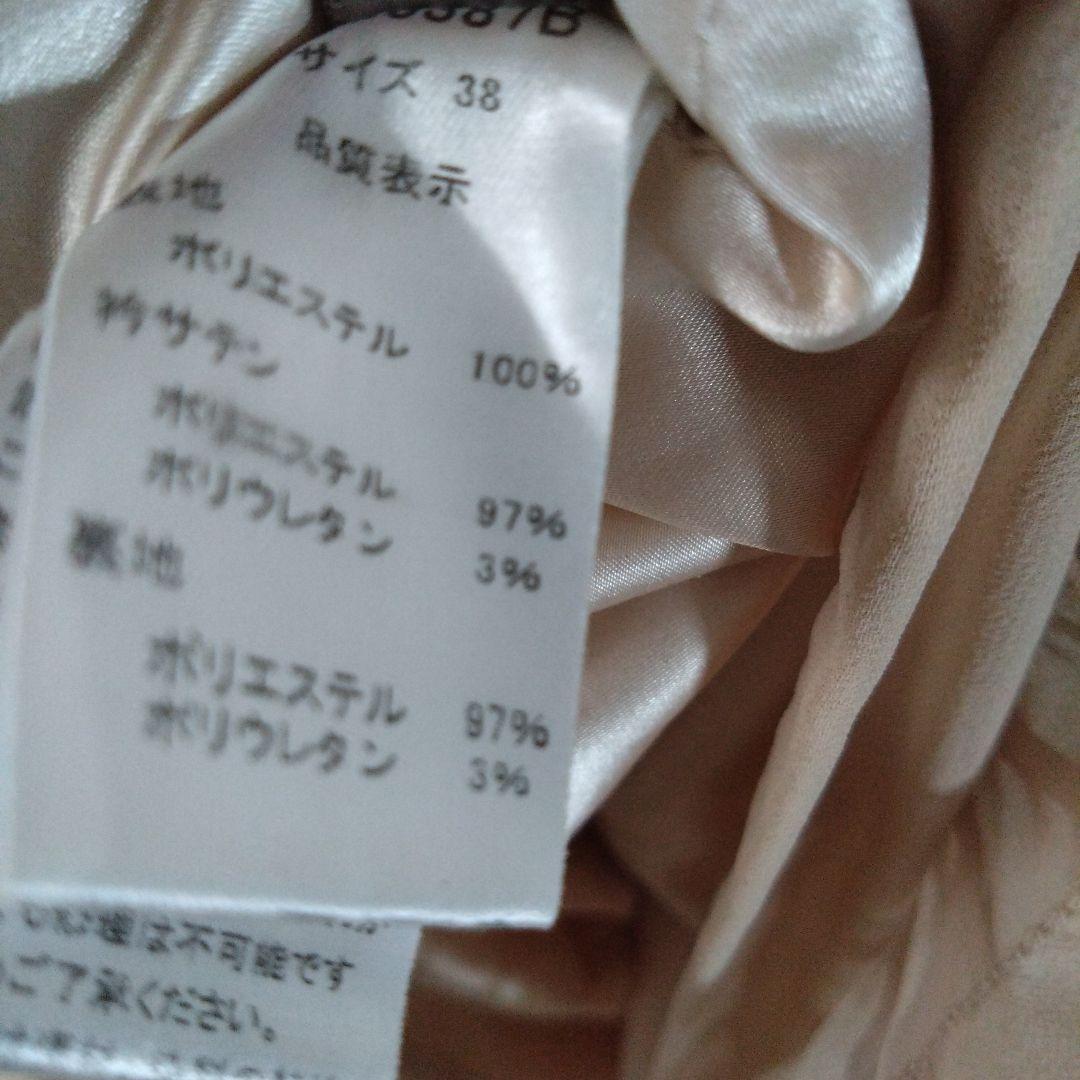 サイズ 38
品質表示
表地
ポリエステル 100%
衿サテン
ポリエステル 97%
ポリウレタン 3%
裏地
ポリエステル 97%
ポリウレタン 3%
は不可能です
ご了承ください。